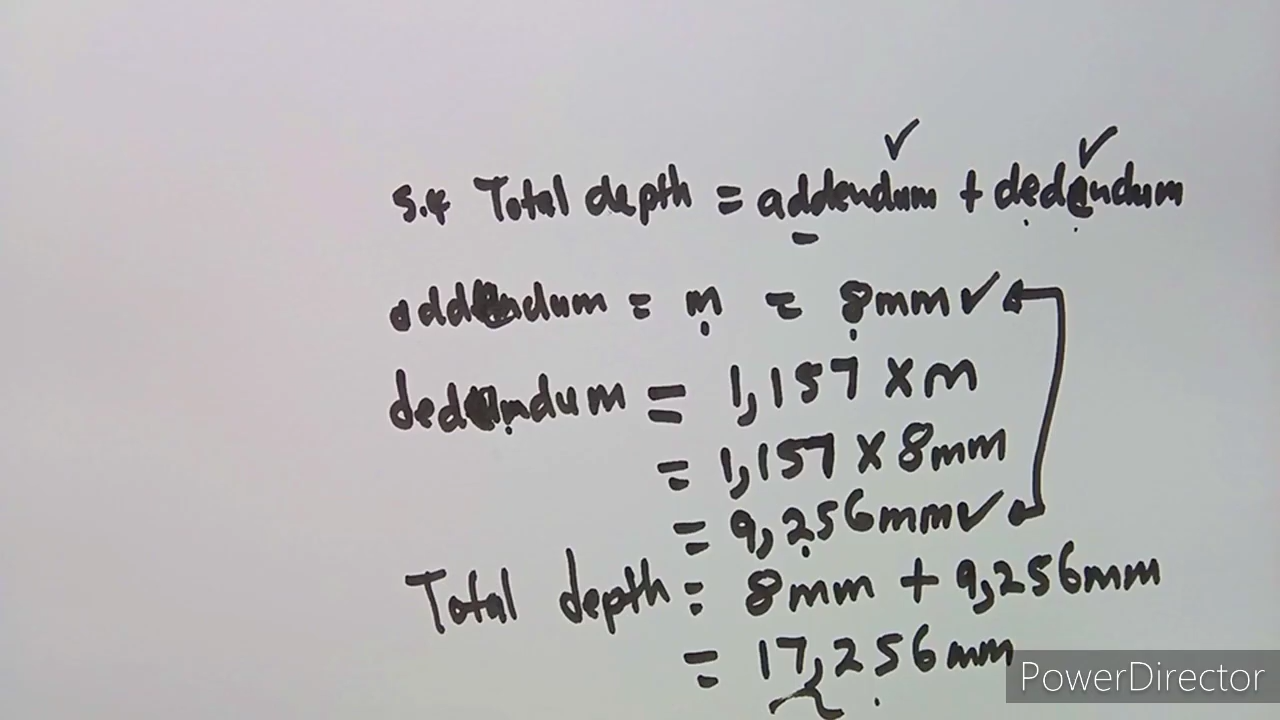 5.4 Total depth = addendum + dedendum
addendum = m = 8mm
dedendum = 1,157 x m
= 1,157 x 8mm
= 9,256mm
Total depth = 8mm + 9,256mm
= 17,256mm
PowerDirector